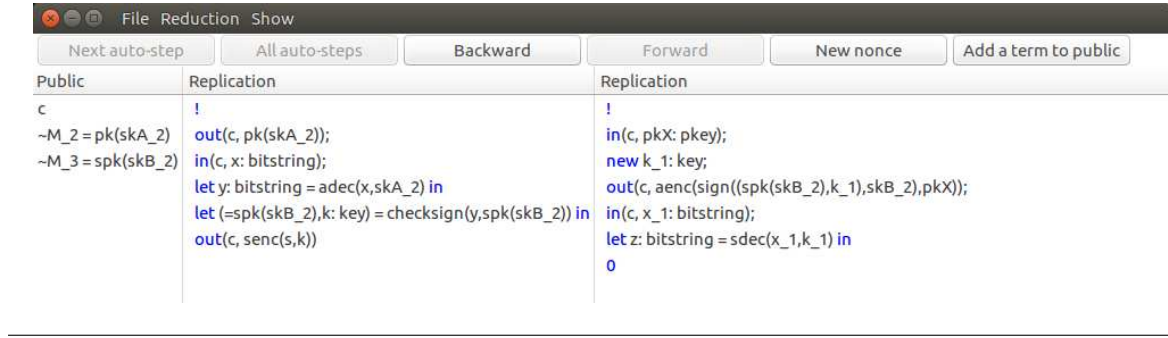 File Reduction Show
Next auto-step All auto-steps Backward Forward New nonce Add a term to public
Public Replication Replication
c
~M_2 = pk(skA_2)
~M_3 = spk(skB_2)
!
out(c, pk(skA_2));
in(c, x: bitstring);
let y: bitstring = adec(x,skA_2) in
let (=spk(skB_2),k: key) = checksign(y,spk(skB_2)) in
out(c, senc(s,k))
!
in(c, pkX: pkey);
new k_1: key;
out(c, aenc(sign((spk(skB_2),k_1),skB_2),pkX));
in(c, x_1: bitstring);
let z: bitstring = sdec(x_1,k_1) in
0